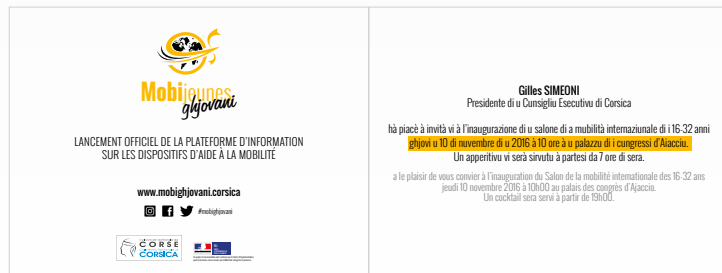 Mobijeunes
ghjovani
LANCEMENT OFFICIEL DE LA PLATEFORME D'INFORMATION
SUR LES DISPOSITIFS D'AIDE À LA MOBILITÉ
www.mobighjovani.corsica
#mobighjovani
CORSE
CORSICA
Gilles SIMEONI
Presidente di u Cunsigliu Esecutivu di Corsica
hà piacè à invità vi à l'inaugurazione di u salone di a mubilità internaziunale di i 16-32 anni
ghjovi u 10 di nuvembre di u 2016 à 10 ore à u palazzu di i cungressi d'Aiacciu.
Un apperitivu vi serà sirvutu à partesi da 7 ore di sera.
a le plaisir de vous convier à l'inauguration du Salon de la mobilité internationale des 16-32 ans
jeudi 10 novembre 2016 à 10h00 au palais des congrès d'Ajaccio.
Un cocktail sera servi à partir de 19h00.